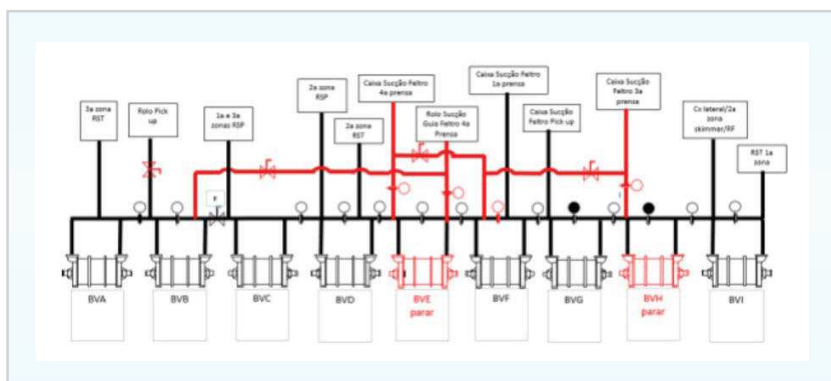 3a zona
RST
Rolo Pick
up
1a e 3a
zonas RSP
2a zona
RSP
2a zona
RST
Caixa Sucção Feltro
4a prensa
Rolo Sucção
Guia Feltro 4a
Prensa
Caixa Sucção Feltro
1a prensa
Caixa Sucção
Feltro Pick up
Caixa Sucção
Feltro 3a
prensa
Cx lateral/2a
zona
skimmer/RF
RST 1a
zona
F
BVA
BVB
BVC
BVD
BVE
parar
BVF
BVG
BVH
parar
BVI